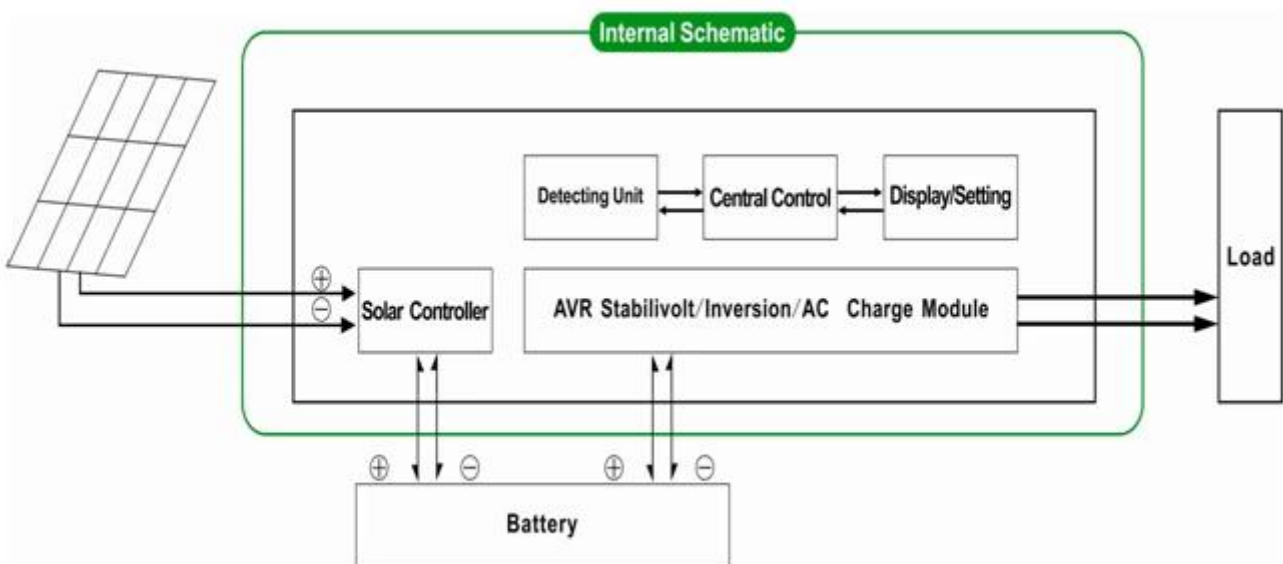 Internal Schematic
Detecting Unit
Central Control
Display/Setting
Load
⊕
⊖
Solar Controller
AVR Stabilivolt/Inversion/AC Charge Module
⊕ ⊖ ⊕ ⊖
Battery